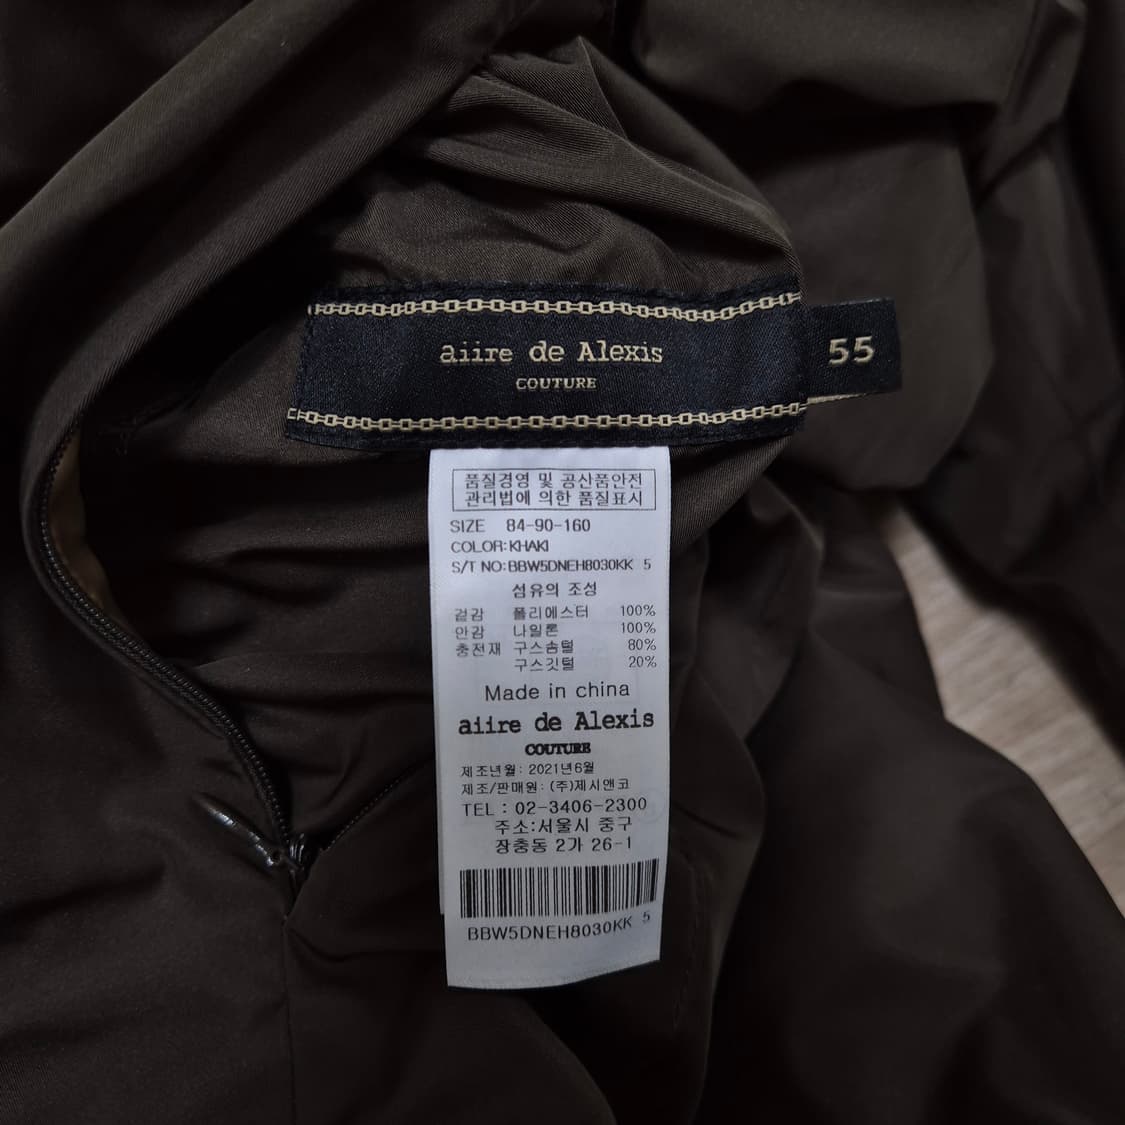 aiire de Alexis
COUTURE
55
품질경영 및 공산품안전
관리법에 의한 품질표시
SIZE 84-90-160
COLOR:KHAKI
S/T NO:BBW5DNEH8030KK 5
섬유의 조성
겉감 폴리에스터 100%
안감 나일론 100%
충전재 구스솜털 80%
구스깃털 20%
Made in china
aiire de Alexis
COUTURE
제조년월: 2021년6월
제조/판매원: (주)제시앤코
TEL : 02-3406-2300
주소:서울시 중구
장충동 2가 26-1
BBW5DNEH8030KK 5